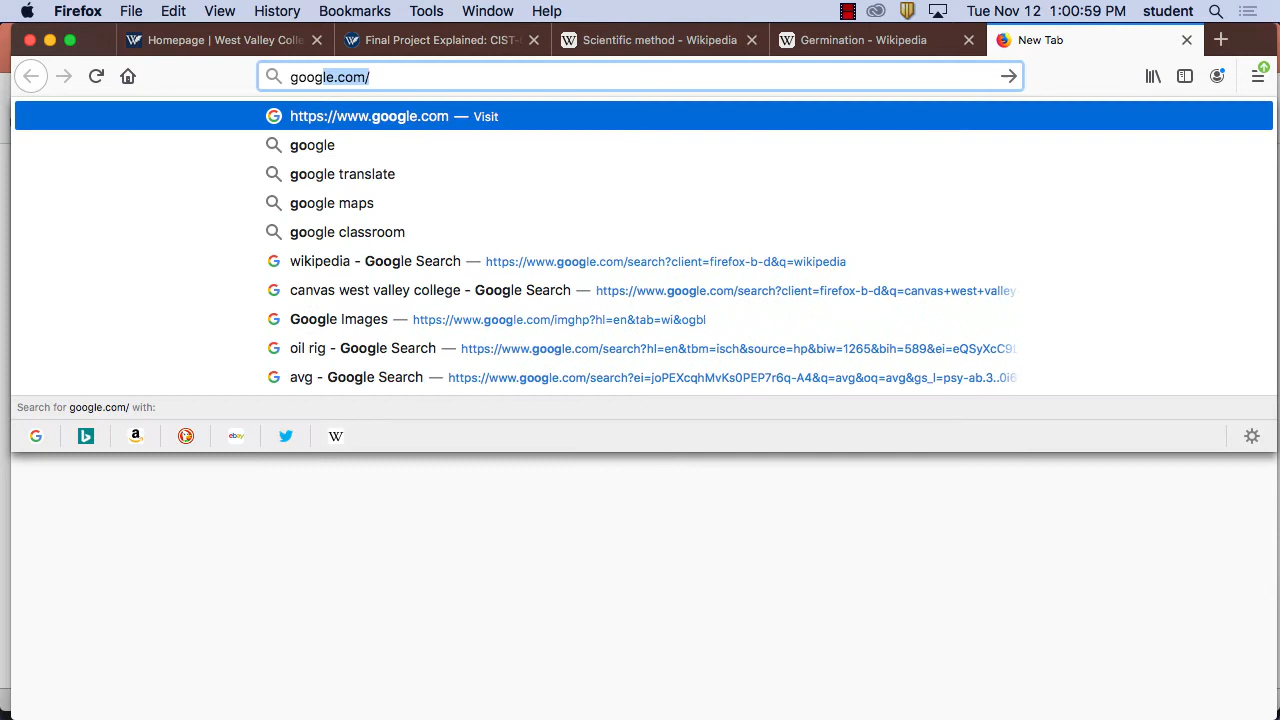 Firefox File Edit View History Bookmarks Tools Window Help Tue Nov 12 1:00:59 PM student
Homepage | West Valley Colle Final Project Explained: CIST- Scientific method - Wikipedia Germination - Wikipedia New Tab
google.com/
https://www.google.com — Visit
google
google translate
google maps
google classroom
wikipedia - Google Search — https://www.google.com/search?client=firefox-b-d&q=wikipedia
canvas west valley college - Google Search — https://www.google.com/search?client=firefox-b-d&q=canvas+west+valley
Google Images — https://www.google.com/imghp?hl=en&tab=wi&ogbl
oil rig - Google Search — https://www.google.com/search?hl=en&tbm=isch&source=hp&biw=1265&bih=589&ei=eQSyXcC9L
avg - Google Search — https://www.google.com/search?ei=joPEXcqhMvKs0PEP7r6q-A4&q=avg&oq=avg&gs_l=psy-ab.3..0i6
Search for google.com/ with:
ebay